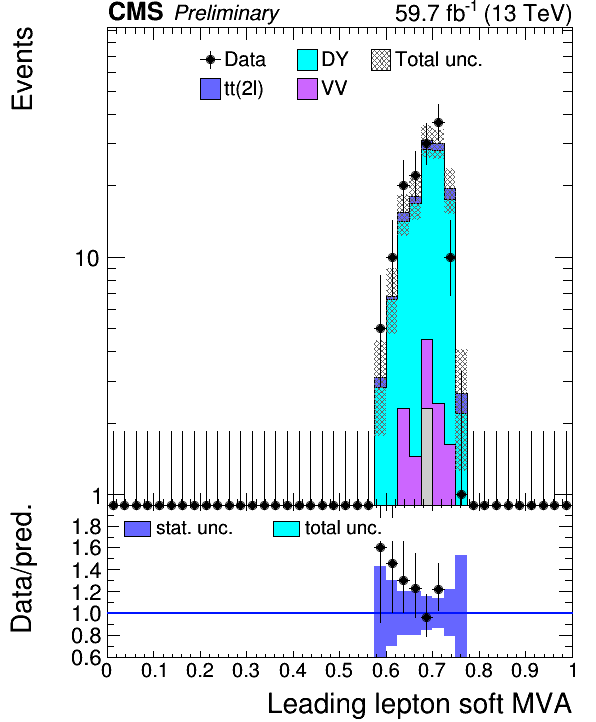 CMS Preliminary 59.7 fb⁻¹ (13 TeV)
Events
Data DY Total unc.
tt(2l) VV
10
1
Data/pred.
stat. unc. total unc.
1.8
1.6
1.4
1.2
1.0
0.8
0.6
0 0.1 0.2 0.3 0.4 0.5 0.6 0.7 0.8 0.9 1
Leading lepton soft MVA